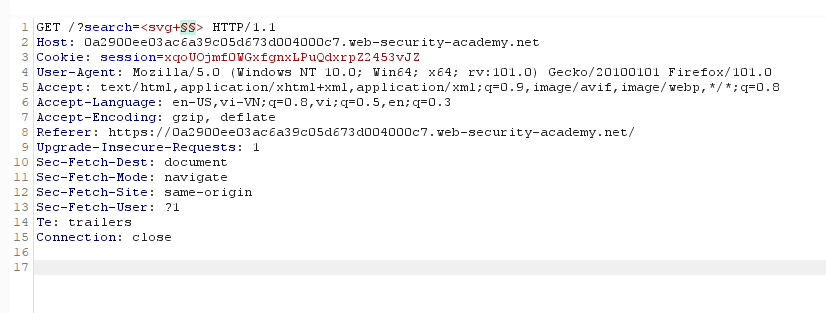 1 GET /?search=<svg+§§> HTTP/1.1
2 Host: 0a2900ee03ac6a39c05d673d004000c7.web-security-academy.net
3 Cookie: session=xqoUOjmf0WGxfgnxLPuQdxrpZ2453vJZ
4 User-Agent: Mozilla/5.0 (Windows NT 10.0; Win64; x64; rv:101.0) Gecko/20100101 Firefox/101.0
5 Accept: text/html,application/xhtml+xml,application/xml;q=0.9,image/avif,image/webp,*/*;q=0.8
6 Accept-Language: en-US,vi-VN;q=0.8,vi;q=0.5,en;q=0.3
7 Accept-Encoding: gzip, deflate
8 Referer: https://0a2900ee03ac6a39c05d673d004000c7.web-security-academy.net/
9 Upgrade-Insecure-Requests: 1
10 Sec-Fetch-Dest: document
11 Sec-Fetch-Mode: navigate
12 Sec-Fetch-Site: same-origin
13 Sec-Fetch-User: ?1
14 Te: trailers
15 Connection: close
16
17